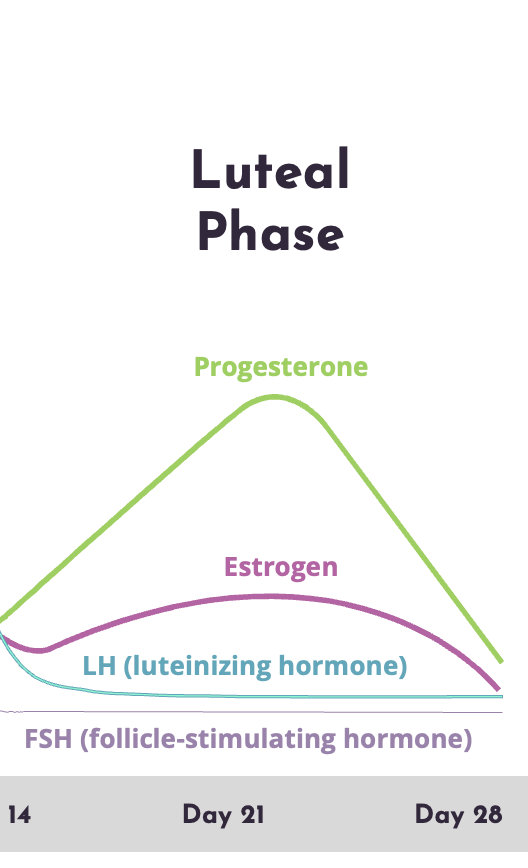 Luteal
Phase
Progesterone
Estrogen
LH (luteinizing hormone)
FSH (follicle-stimulating hormone)
14 Day 21 Day 28